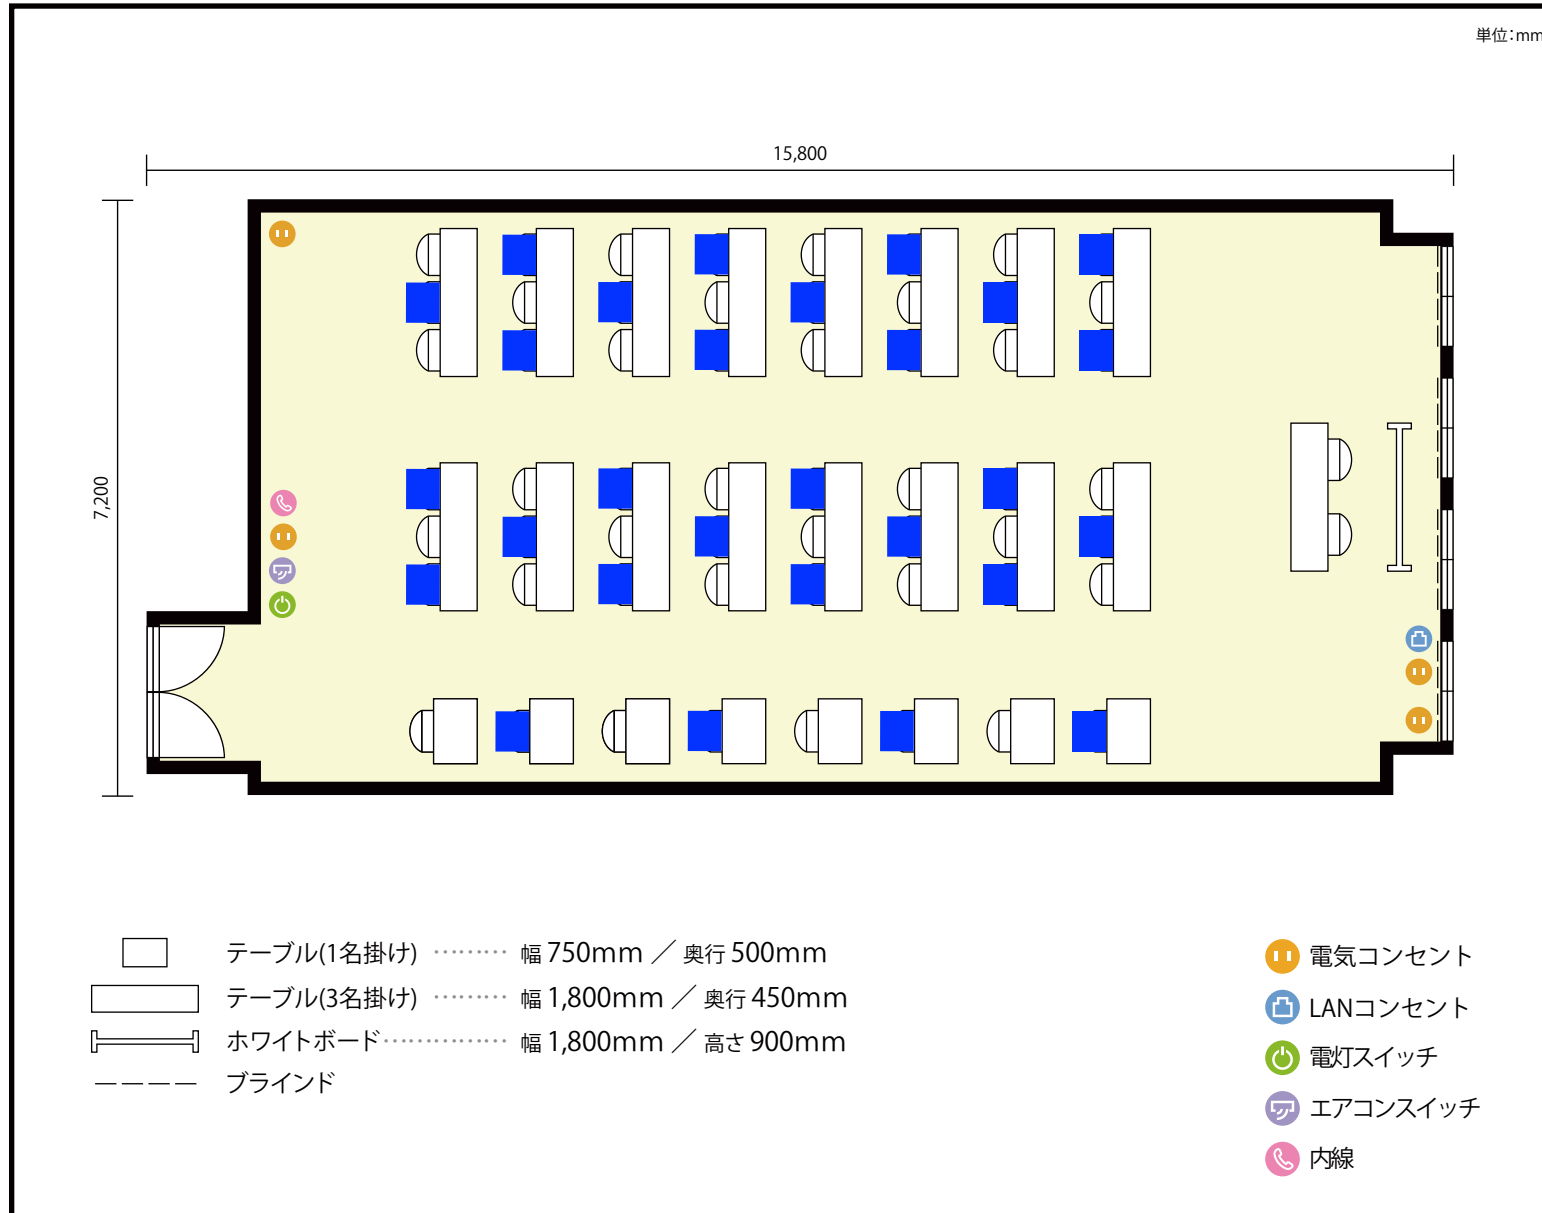 単位:mm
15,800
7,200
テーブル(1名掛け) ……… 幅 750mm ／ 奥行 500mm
テーブル(3名掛け) ……… 幅 1,800mm ／ 奥行 450mm
ホワイトボード…………… 幅 1,800mm ／ 高さ 900mm
ブラインド
電気コンセント
LANコンセント
電灯スイッチ
エアコンスイッチ
内線